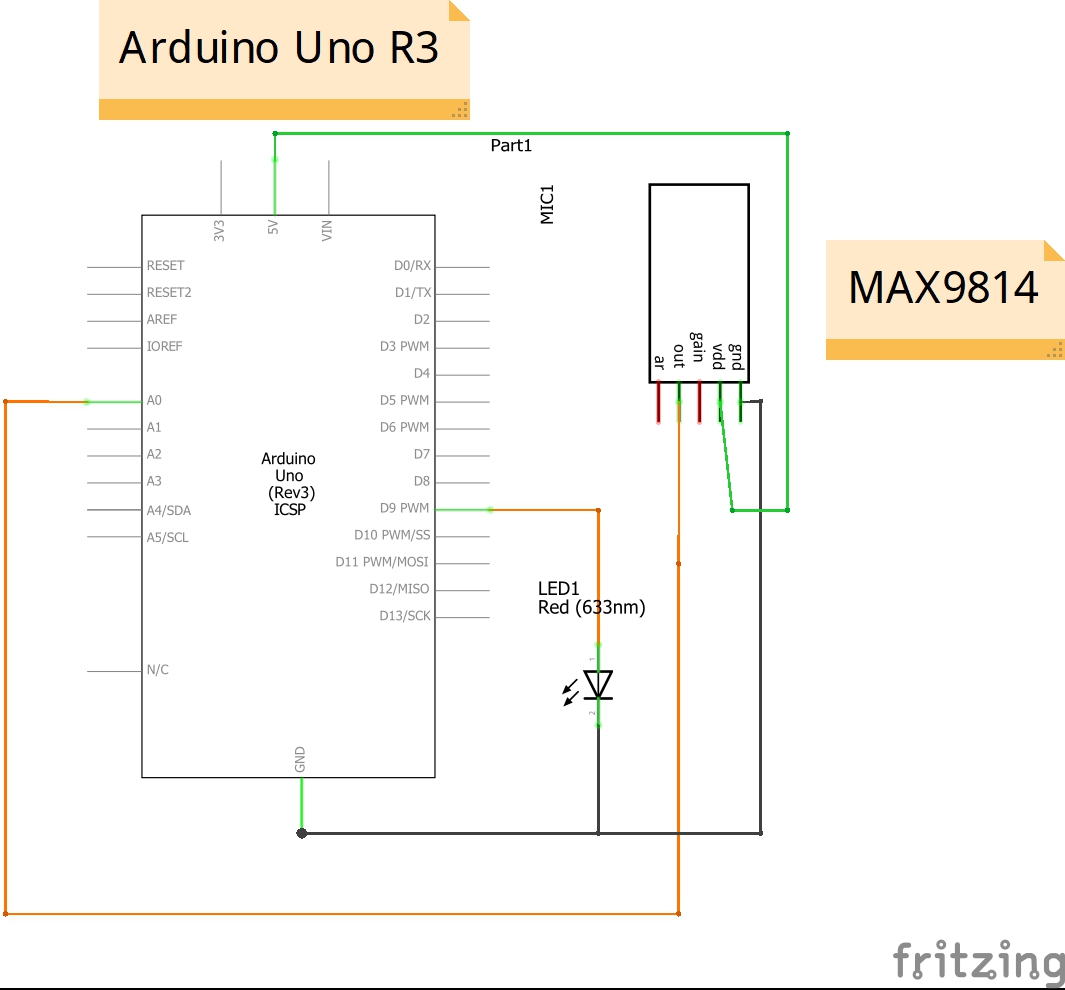 Arduino Uno R3
Part1
MIC1
3V3
5V
VIN
RESET
RESET2
AREF
IOREF
A0
A1
A2
A3
A4/SDA
A5/SCL
N/C
D0/RX
D1/TX
D2
D3 PWM
D4
D5 PWM
D6 PWM
D7
D8
D9 PWM
D10 PWM/SS
D11 PWM/MOSI
D12/MISO
D13/SCK
Arduino
Uno
(Rev3)
ICSP
GND
ar
out
gain
vdd
gnd
MAX9814
LED1
Red (633nm)
1
2
fritzing